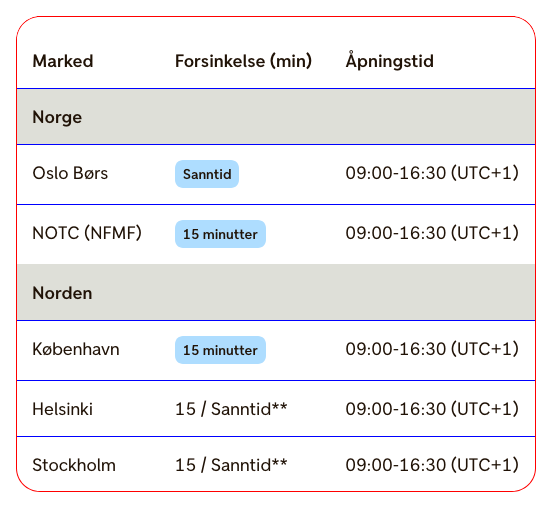 Marked Forsinkelse (min) Åpningstid
Norge
Oslo Børs Sanntid 09:00-16:30 (UTC+1)
NOTC (NFMF) 15 minutter 09:00-16:30 (UTC+1)
Norden
København 15 minutter 09:00-16:30 (UTC+1)
Helsinki 15 / Sanntid** 09:00-16:30 (UTC+1)
Stockholm 15 / Sanntid** 09:00-16:30 (UTC+1)